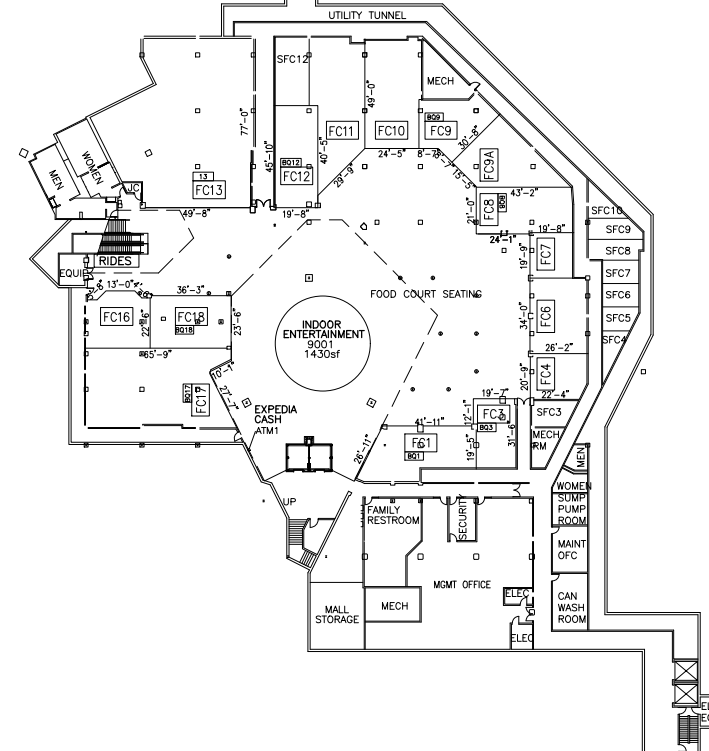 UTILITY TUNNEL
SFC12
MECH
49'-0"
77'-0"
BQ9
FC11
FC10
FC9
30'-8"
45'-10"
40'-5"
24'-5"
8'-7"
BQ12
FC12
29'-9"
15'-5"
FC9A
WOMEN
MEN
13
FC13
JC
43'-2"
FC8
BQ8
21'-0"
49'-8"
19'-8"
SFC10
SFC9
SFC8
SFC7
SFC6
SFC5
SFC4
24'-1"
19'-8"
FC7
19'-9"
RIDES
EQUI
13'-0"
36'-3"
FOOD COURT SEATING
FC16
22'-6"
FC18
BQ18
23'-6"
INDOOR
ENTERTAINMENT
9001
1430sf
34'-0"
FC6
26'-2"
65'-9"
10'-1"
27'-7"
BQ17
FC17
20'-9"
FC4
22'-4"
19'-7"
EXPEDIA
CASH
ATM1
12'-1"
FC3
BQ3
SFC3
41'-11"
FC1
BQ1
26'-11"
19'-5"
31'-6"
MECH
RM
MEN
WOMEN
SUMP
PUMP
ROOM
UP
FAMILY
RESTROOM
SECURITY
MAINT
OFC
MGMT OFFICE
MALL
STORAGE
MECH
ELEC
ELEC
CAN
WASH
ROOM